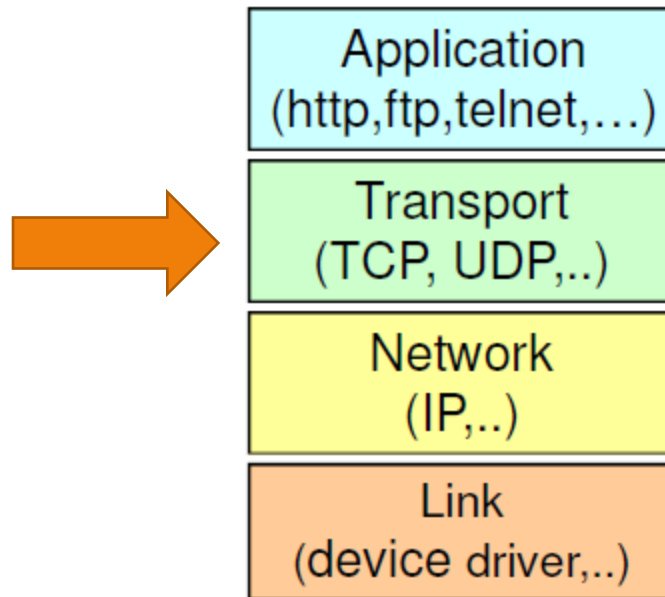 Application
(http,ftp,telnet,…)
Transport
(TCP, UDP,..)
Network
(IP,..)
Link
(device driver,..)